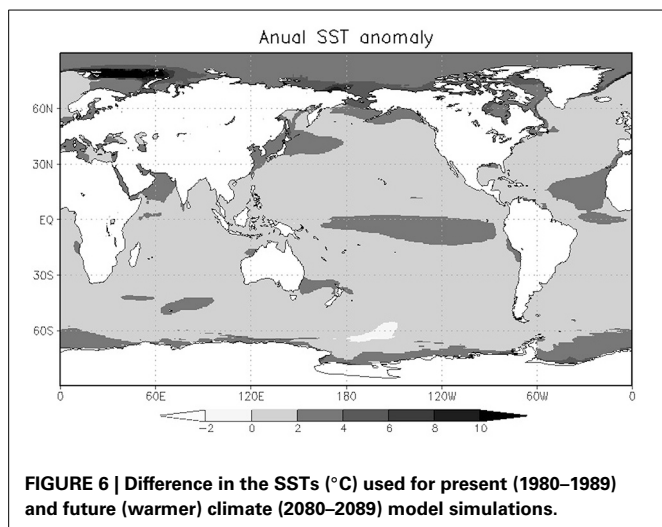 Anual SST anomaly
60N
30N
EQ
30S
60S
0 60E 120E 180 120W 60W 0
−2 0 2 4 6 8 10
FIGURE 6 | Difference in the SSTs (°C) used for present (1980–1989)
and future (warmer) climate (2080–2089) model simulations.